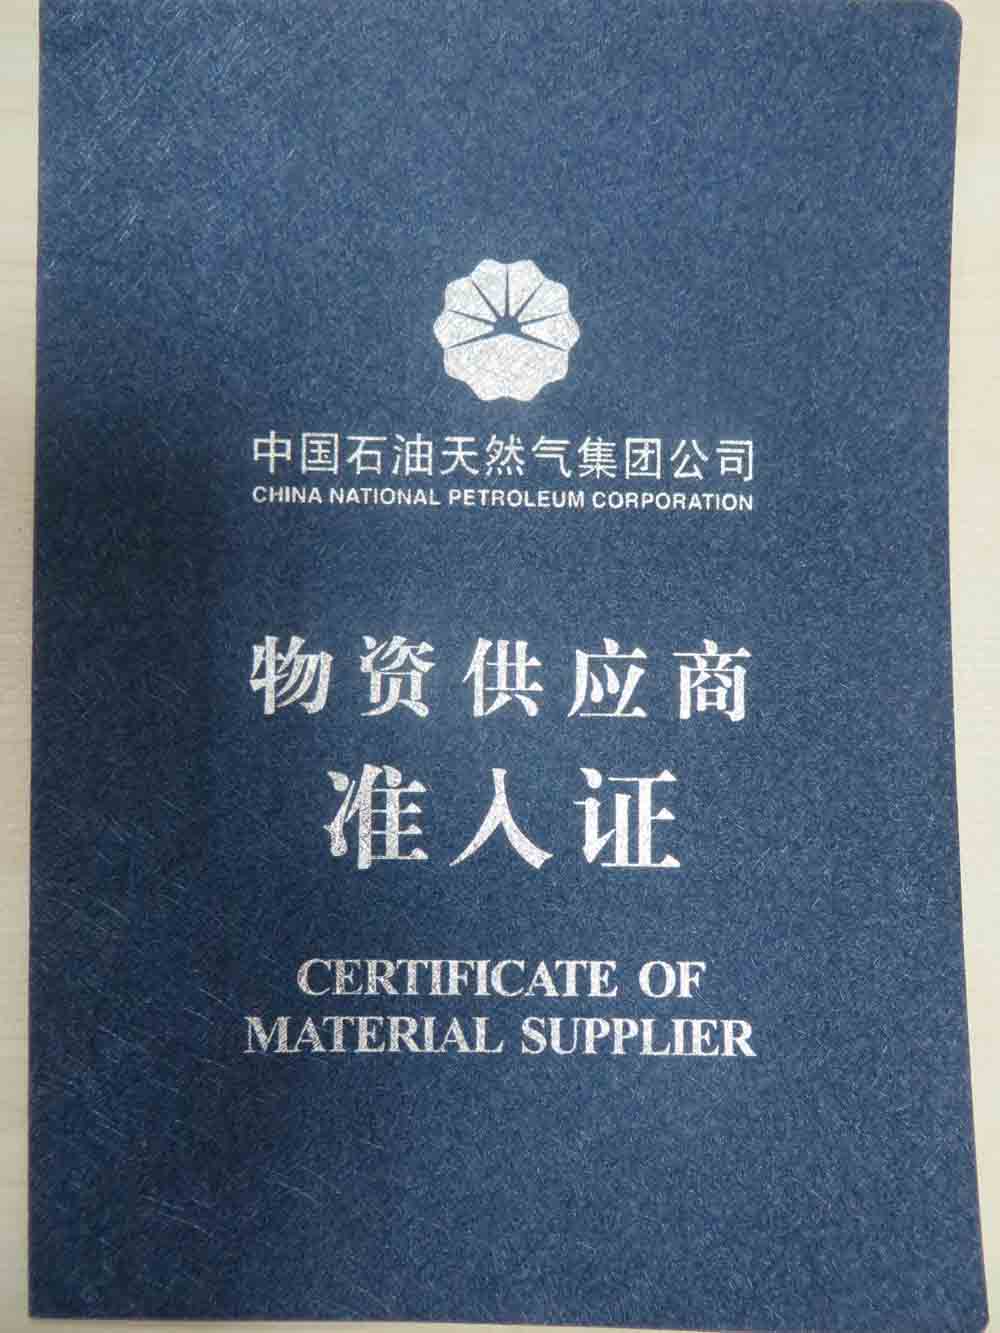 中国石油天然气集团公司
CHINA NATIONAL PETROLEUM CORPORATION
物资供应商
准入证
CERTIFICATE OF
MATERIAL SUPPLIER